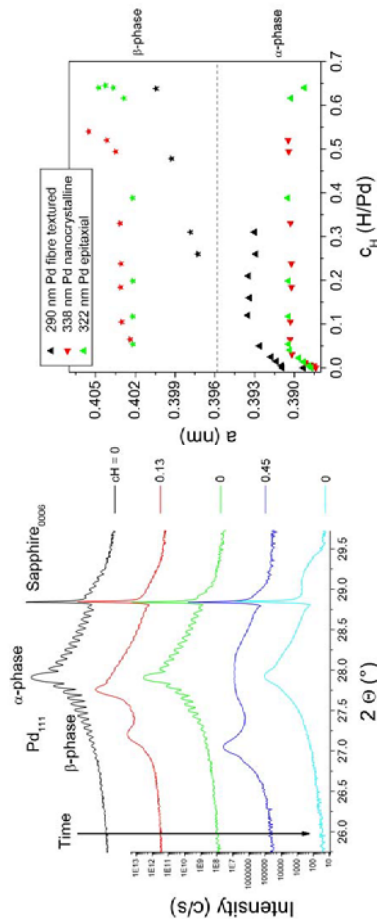 Time
α-phase
Pd111
β-phase
Sapphire0006
cH = 0
0.13
0
0.45
0
Intensity (c/s)
1E13
1E12
1E11
1E10
1E9
1E8
1E7
1000000
100000
10000
1000
100
10
26.0 26.5 27.0 27.5 28.0 28.5 29.0 29.5
2 Θ (°)
290 nm Pd fibre textured
338 nm Pd nanocrystalline
322 nm Pd epitaxial
β-phase
α-phase
a (nm)
0.405
0.402
0.399
0.396
0.393
0.390
0.0 0.1 0.2 0.3 0.4 0.5 0.6 0.7
cH (H/Pd)